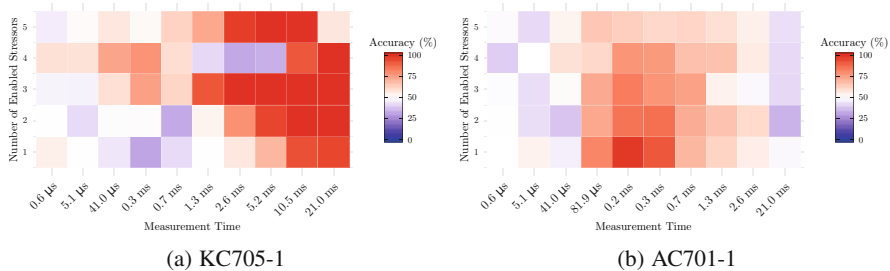 Number of Enabled Stressors
5
4
3
2
1
0.6 µs
5.1 µs
41.0 µs
0.3 ms
0.7 ms
1.3 ms
2.6 ms
5.2 ms
10.5 ms
21.0 ms
Measurement Time
Accuracy (%)
100
75
50
25
0
(a) KC705-1
Number of Enabled Stressors
5
4
3
2
1
0.6 µs
5.1 µs
41.0 µs
81.9 µs
0.2 ms
0.3 ms
0.7 ms
1.3 ms
2.6 ms
21.0 ms
Measurement Time
Accuracy (%)
100
75
50
25
0
(b) AC701-1